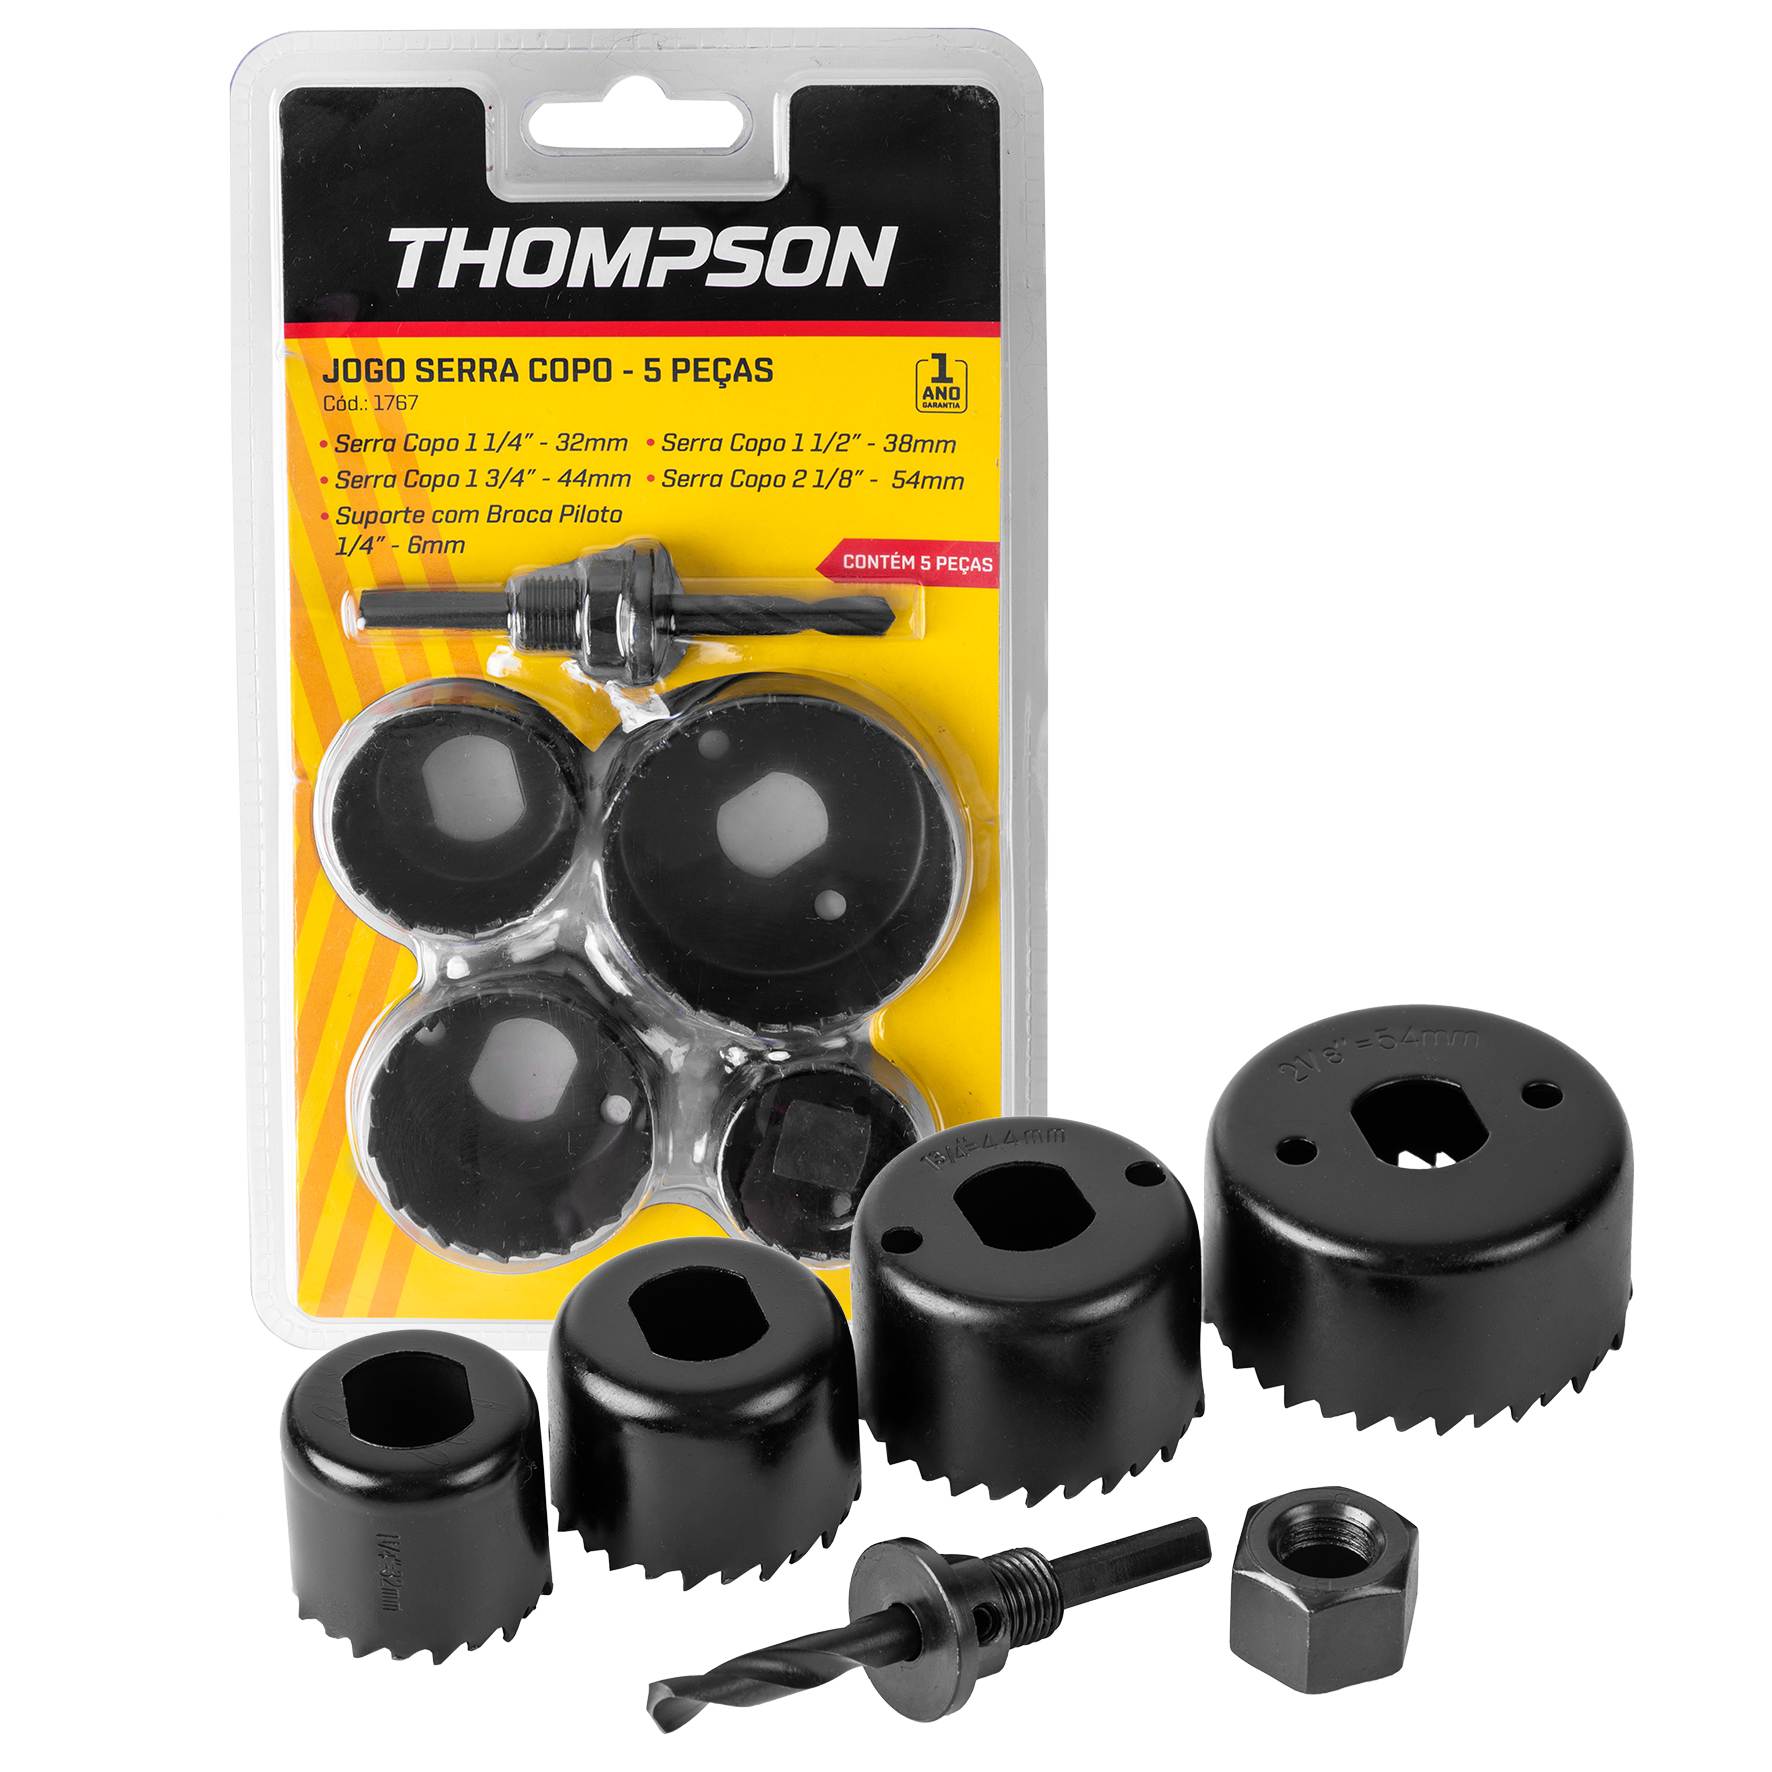 THOMPSON
JOGO SERRA COPO - 5 PEÇAS
Cód.: 1767
1
ANO
GARANTIA
• Serra Copo 1 1/4” - 32mm • Serra Copo 1 1/2” - 38mm
• Serra Copo 1 3/4” - 44mm • Serra Copo 2 1/8” - 54mm
• Suporte com Broca Piloto
1/4” - 6mm
CONTÉM 5 PEÇAS
2 1/8"=54mm
1 3/4"=44mm
1 1/4"=32mm